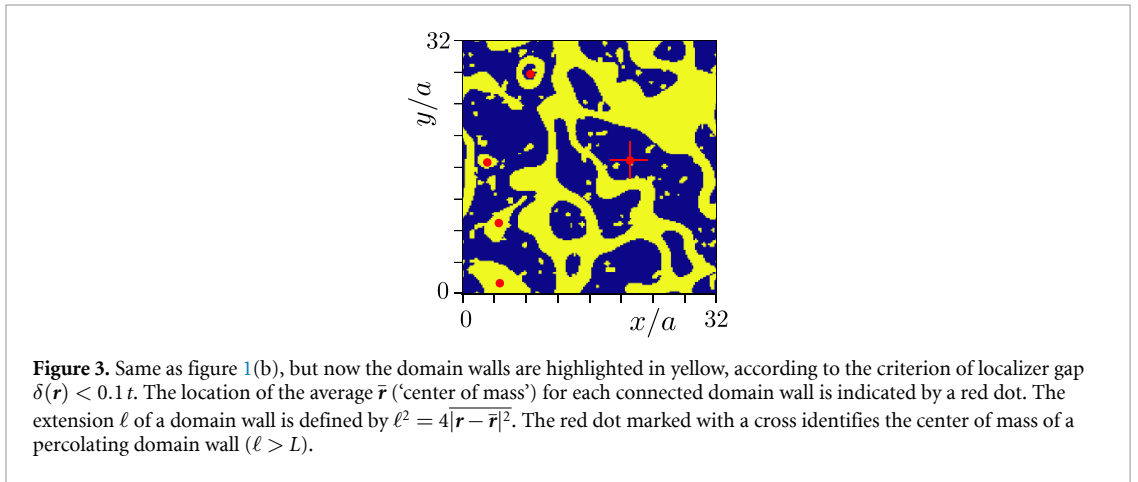 32
y/a
0
0
x/a
32
Figure 3. Same as figure 1(b), but now the domain walls are highlighted in yellow, according to the criterion of localizer gap
δ(r) < 0.1 t. The location of the average r̄ (‘center of mass’) for each connected domain wall is indicated by a red dot. The
extension ℓ of a domain wall is defined by ℓ² = 4|r − r̄|². The red dot marked with a cross identifies the center of mass of a
percolating domain wall (ℓ > L).